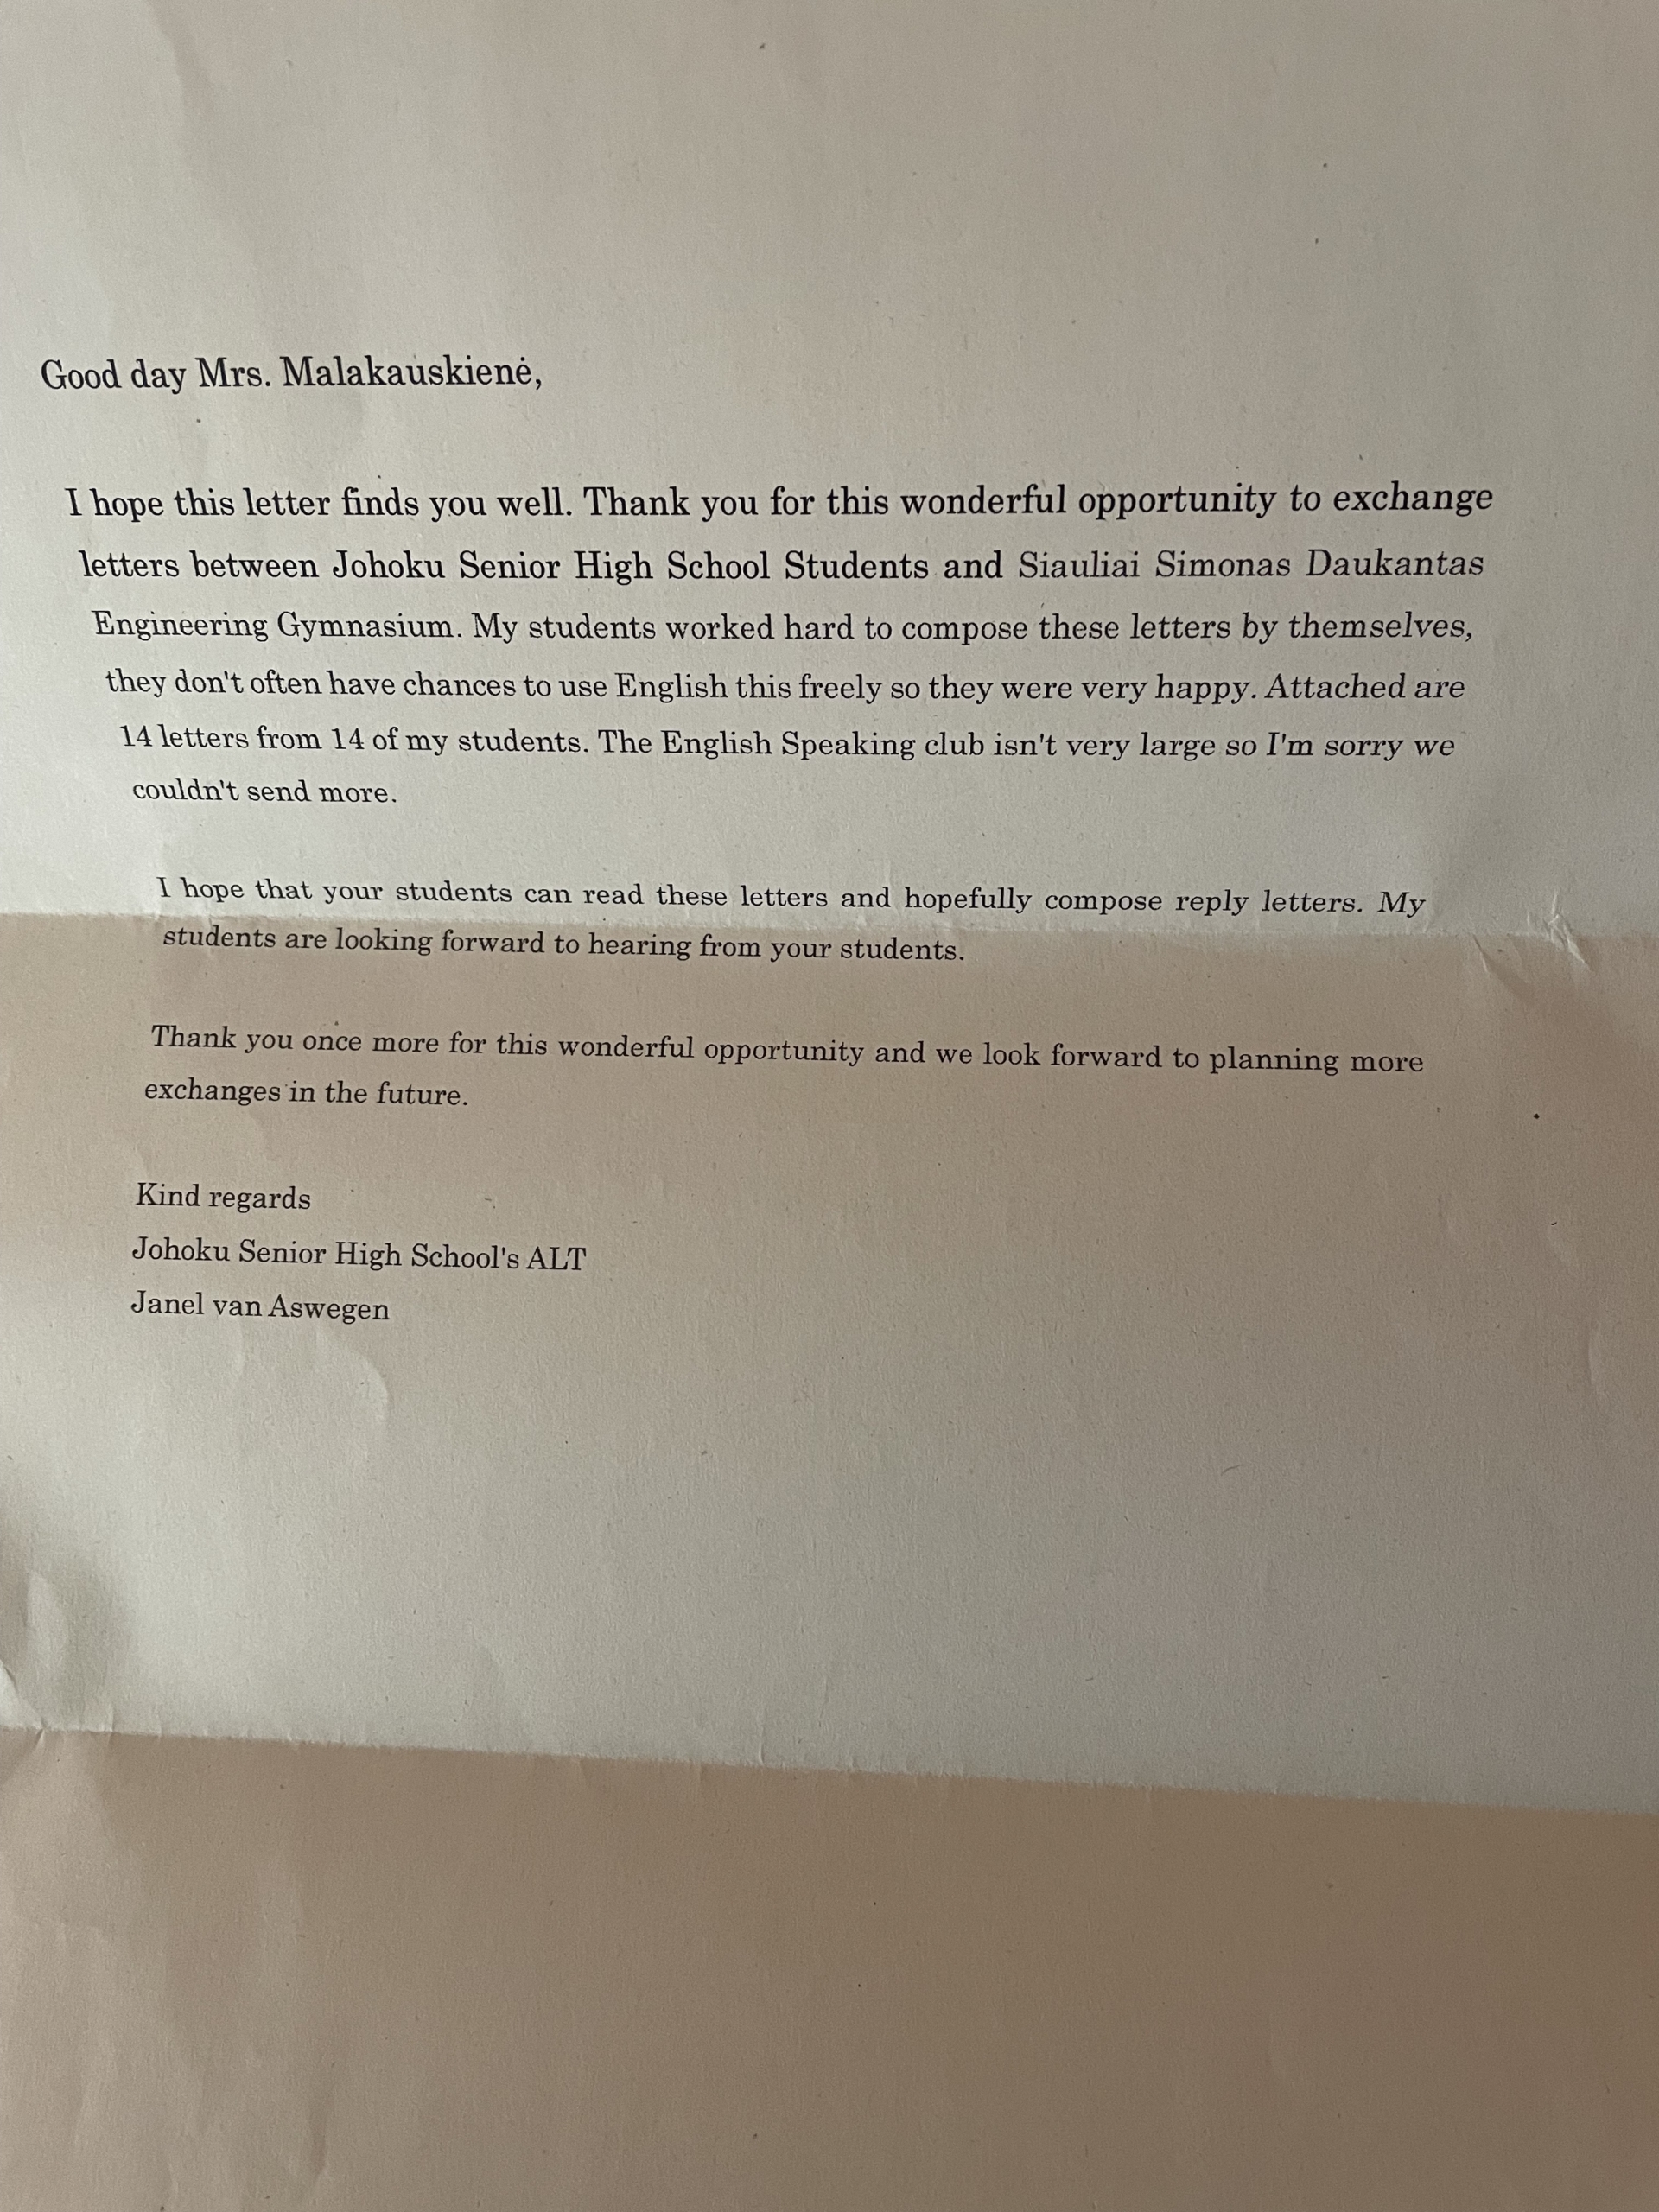 Good day Mrs. Malakauskienė,
I hope this letter finds you well. Thank you for this wonderful opportunity to exchange
letters between Johoku Senior High School Students and Siauliai Simonas Daukantas
Engineering Gymnasium. My students worked hard to compose these letters by themselves,
they don't often have chances to use English this freely so they were very happy. Attached are
14 letters from 14 of my students. The English Speaking club isn't very large so I'm sorry we
couldn't send more.
I hope that your students can read these letters and hopefully compose reply letters. My
students are looking forward to hearing from your students.
Thank you once more for this wonderful opportunity and we look forward to planning more
exchanges in the future.
Kind regards
Johoku Senior High School's ALT
Janel van Aswegen